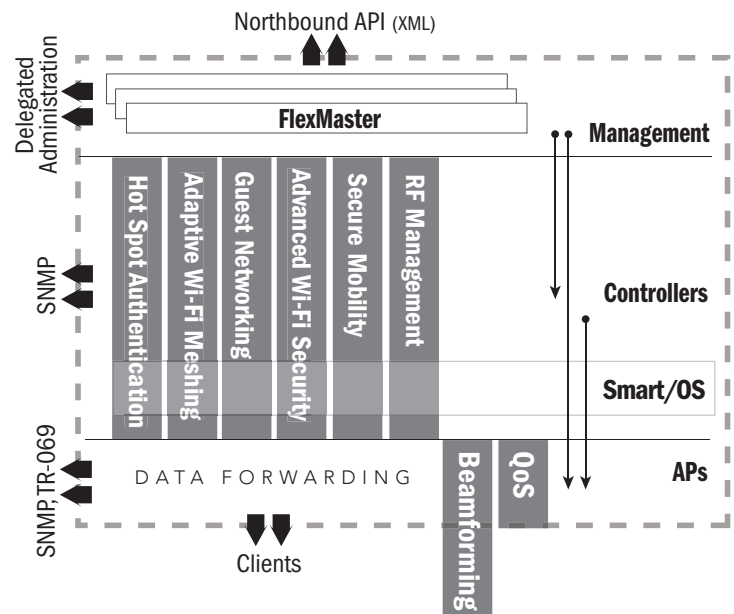 Northbound API (XML)
Delegated
Administration
FlexMaster
Management
Hot Spot Authentication
Adaptive Wi-Fi Meshing
Guest Networking
Advanced Wi-Fi Security
Secure Mobility
RF Management
SNMP
Controllers
Smart/OS
SNMP, TR-069
DATA FORWARDING
Beamforming
QoS
APs
Clients